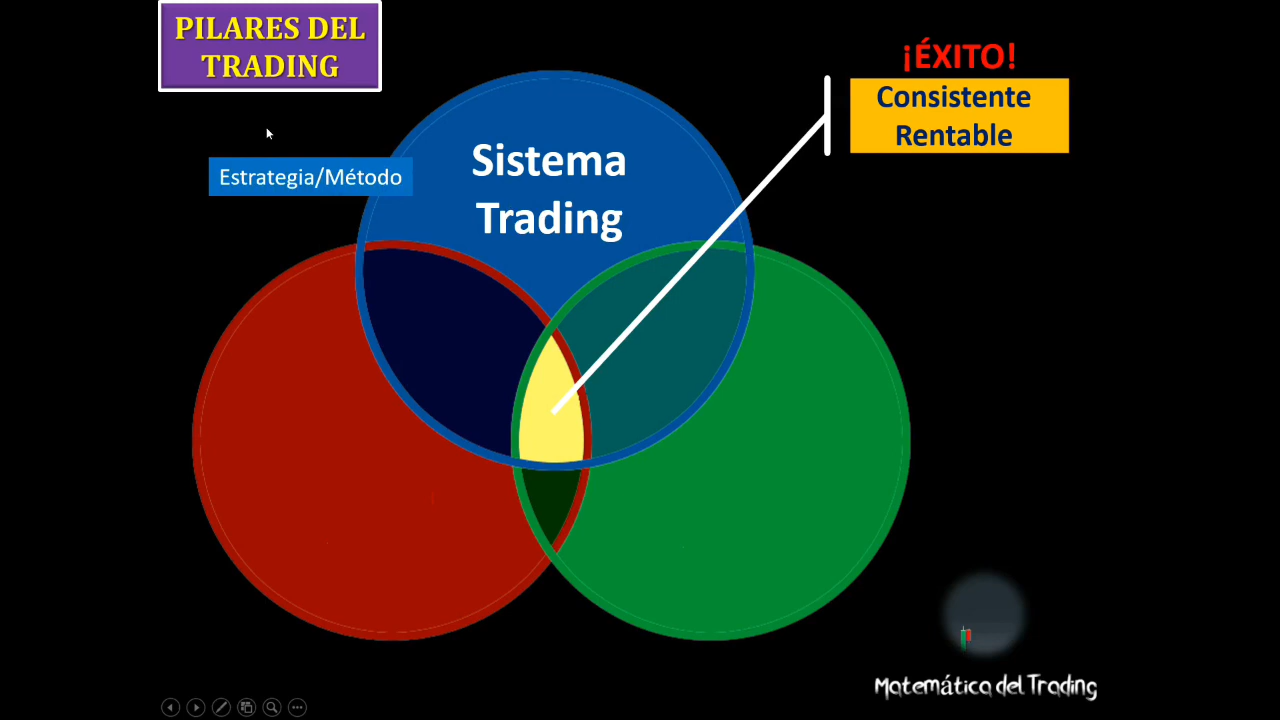 PILARES DEL
TRADING
¡ÉXITO!
Consistente
Rentable
Estrategia/Método
Sistema
Trading
Matemática del Trading